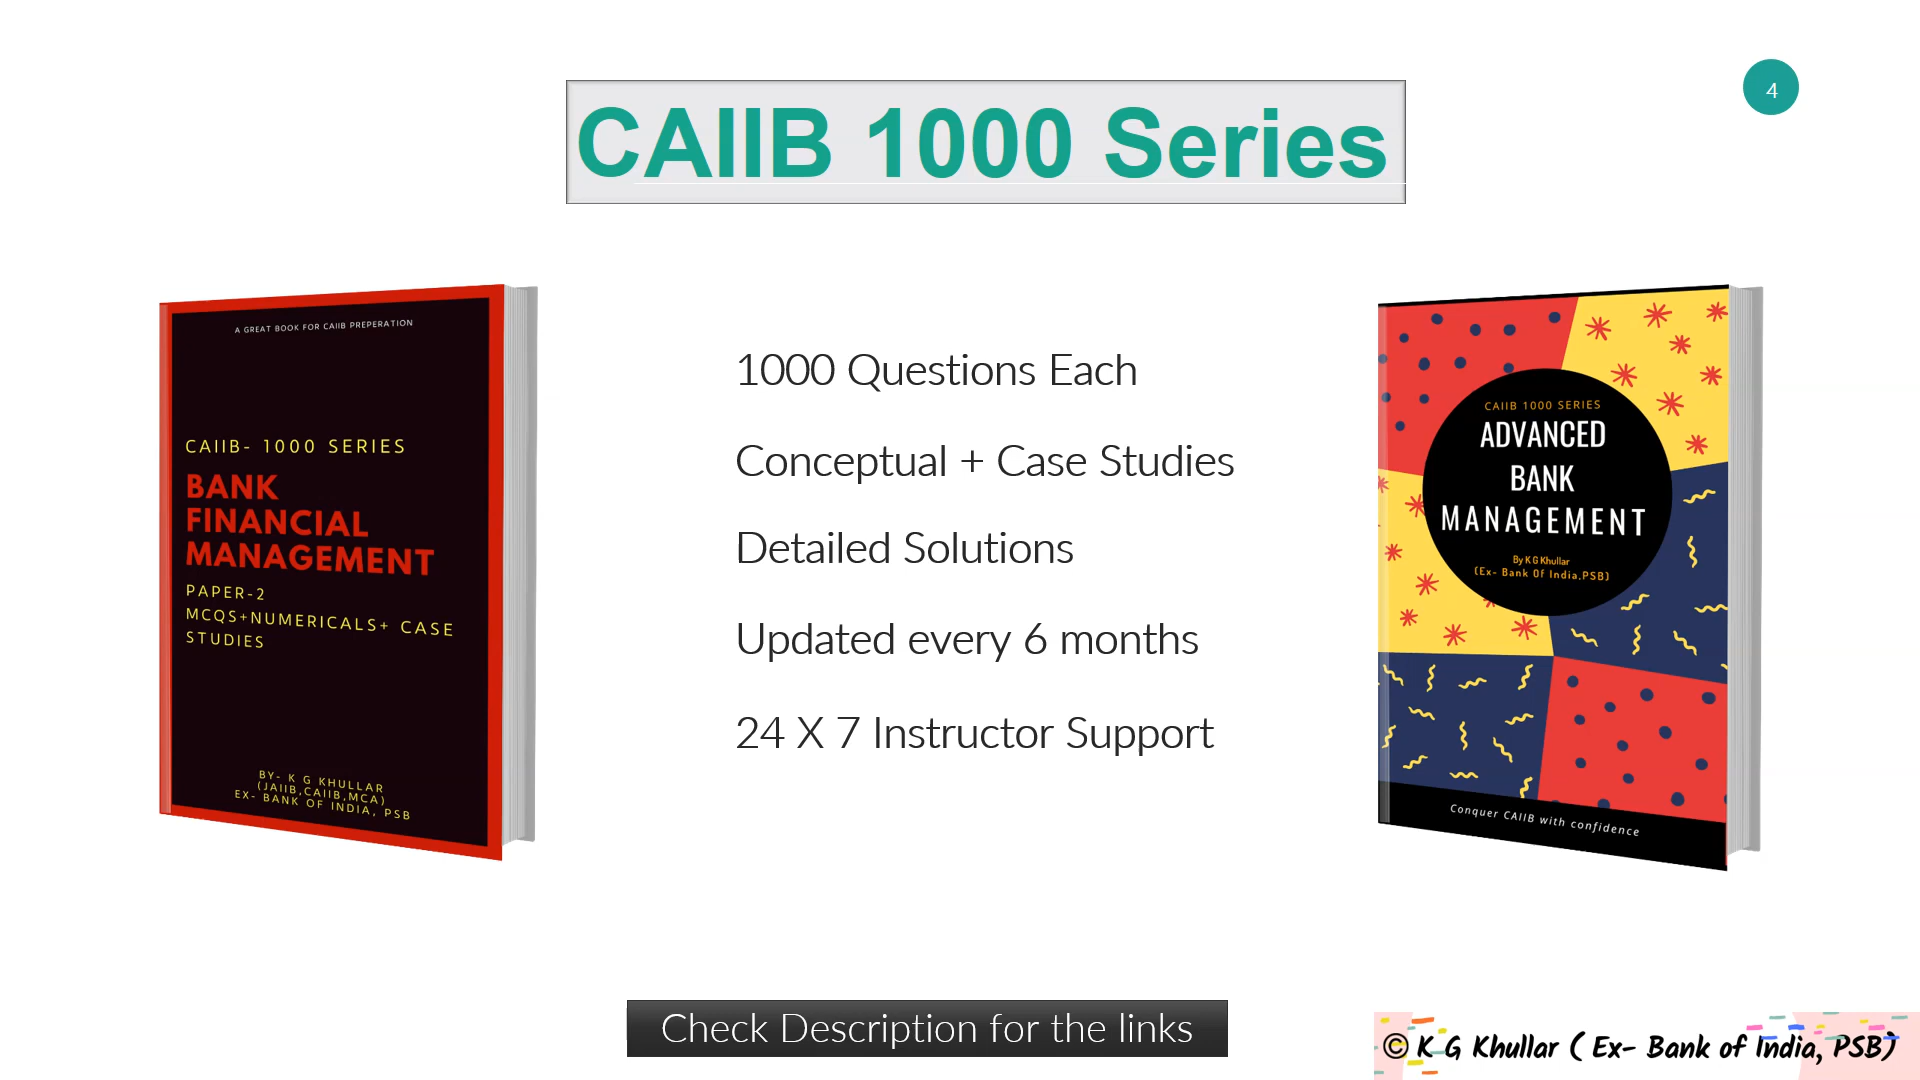 4
CAIIB 1000 Series
A GREAT BOOK FOR CAIIB PREPERATION
CAIIB- 1000 SERIES
BANK
FINANCIAL
MANAGEMENT
PAPER-2
MCQS+NUMERICALS+ CASE
STUDIES
BY- K G KHULLAR
(JAIIB,CAIIB,MCA)
EX- BANK OF INDIA, PSB
1000 Questions Each
Conceptual + Case Studies
Detailed Solutions
Updated every 6 months
24 X 7 Instructor Support
CAIIB 1000 SERIES
ADVANCED
BANK
MANAGEMENT
By K G Khullar
(Ex- Bank Of India,PSB)
Conquer CAIIB with confidence
Check Description for the links
© K G Khullar ( Ex- Bank of India, PSB)